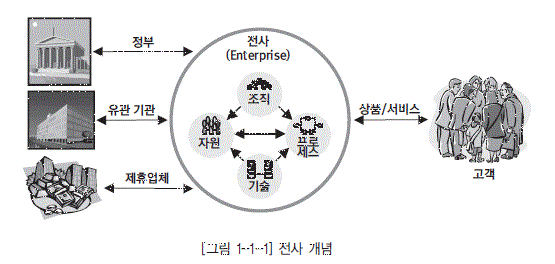 정부
전사
(Enterprise)
조직
유관 기관
자원
프로
세스
상품/서비스
기술
고객
제휴업체
[그림 1-1-1] 전사 개념